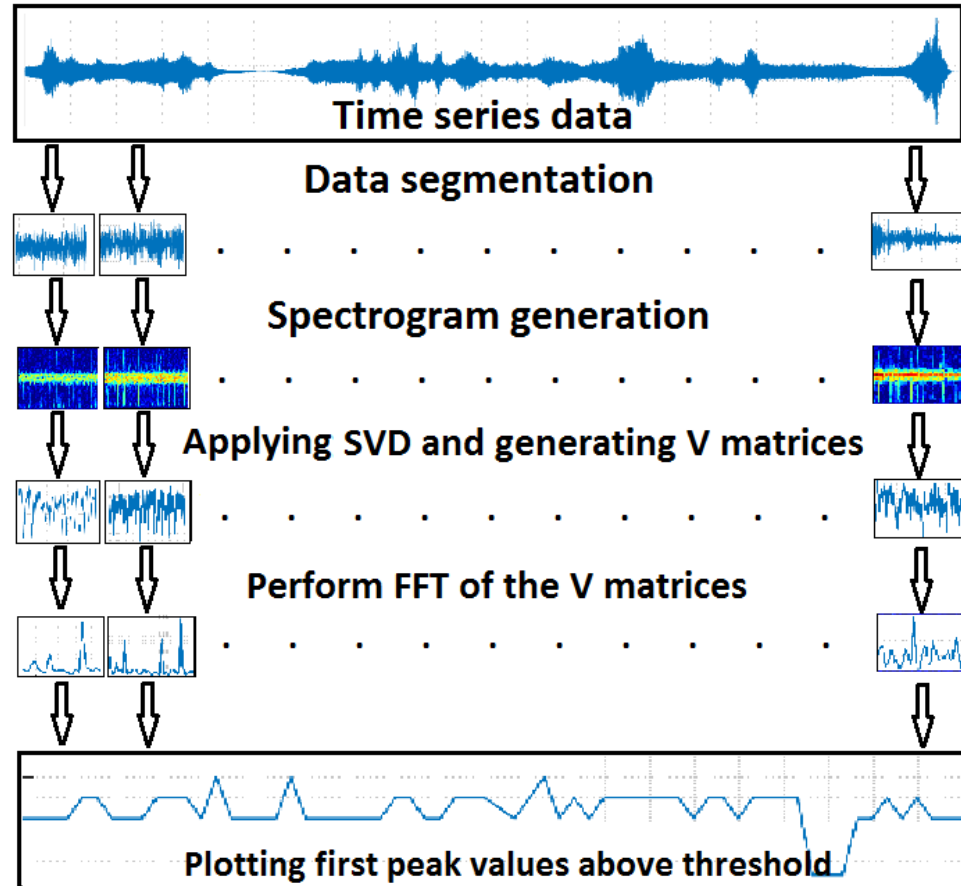 Time series data
Data segmentation
Spectrogram generation
Applying SVD and generating V matrices
Perform FFT of the V matrices
Plotting first peak values above threshold